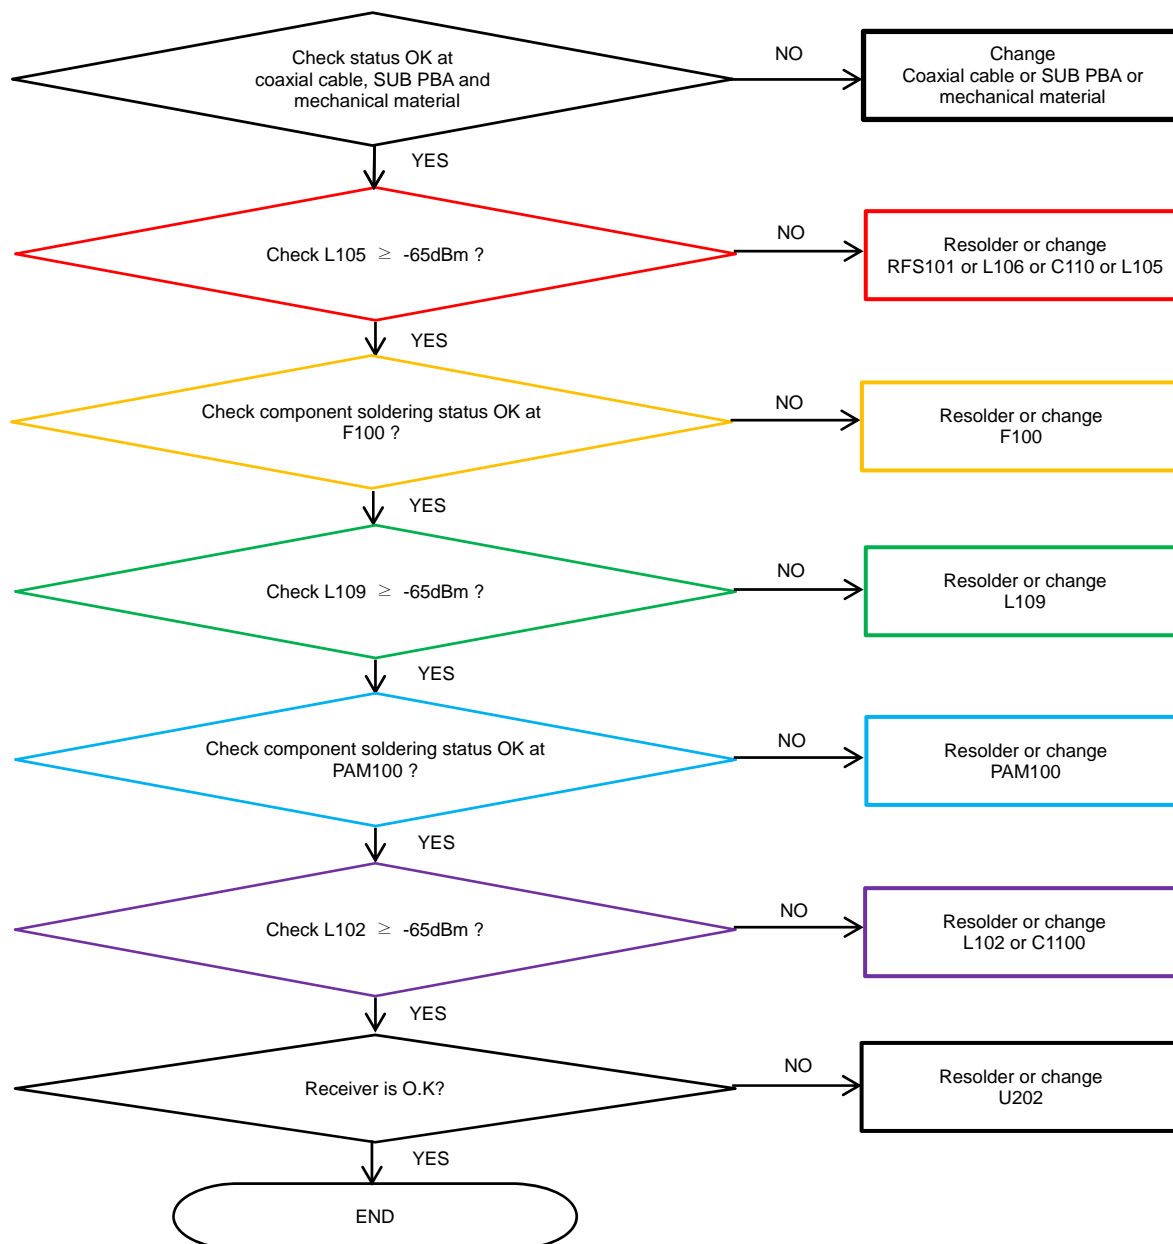 Check status OK at
coaxial cable, SUB PBA and
mechanical material
NO
Change
Coaxial cable or SUB PBA or
mechanical material
YES
Check L105 ≥ -65dBm ?
NO
Resolder or change
RFS101 or L106 or C110 or L105
YES
Check component soldering status OK at
F100 ?
NO
Resolder or change
F100
YES
Check L109 ≥ -65dBm ?
NO
Resolder or change
L109
YES
Check component soldering status OK at
PAM100 ?
NO
Resolder or change
PAM100
YES
Check L102 ≥ -65dBm ?
NO
Resolder or change
L102 or C1100
YES
Receiver is O.K?
NO
Resolder or change
U202
YES
END